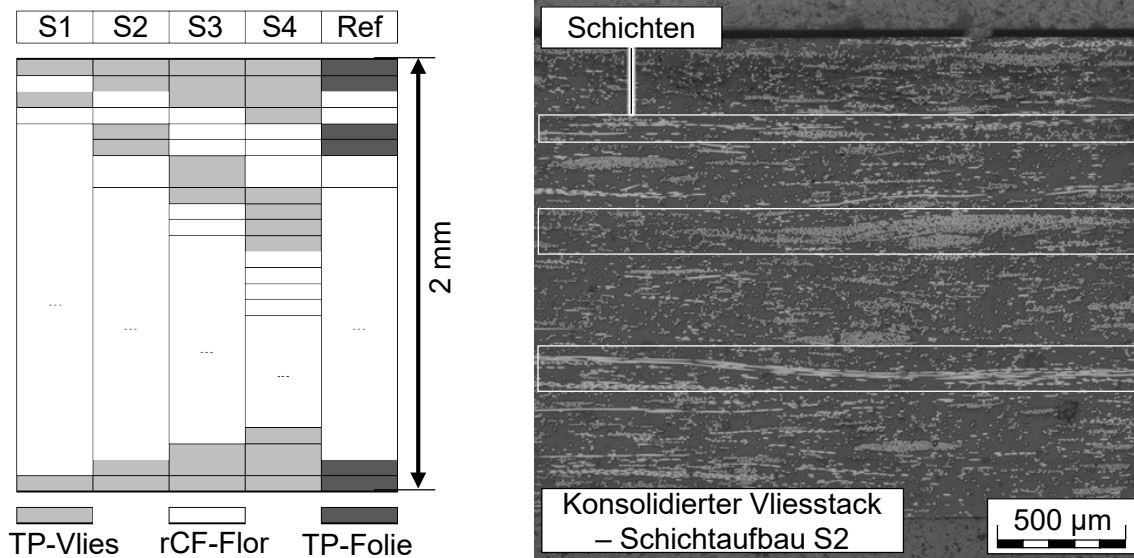 S1 S2 S3 S4 Ref
2 mm
---
---
---
---
---
TP-Vlies rCF-Flor TP-Folie
Schichten
Konsolidierter Vliesstack
– Schichtaufbau S2
500 µm